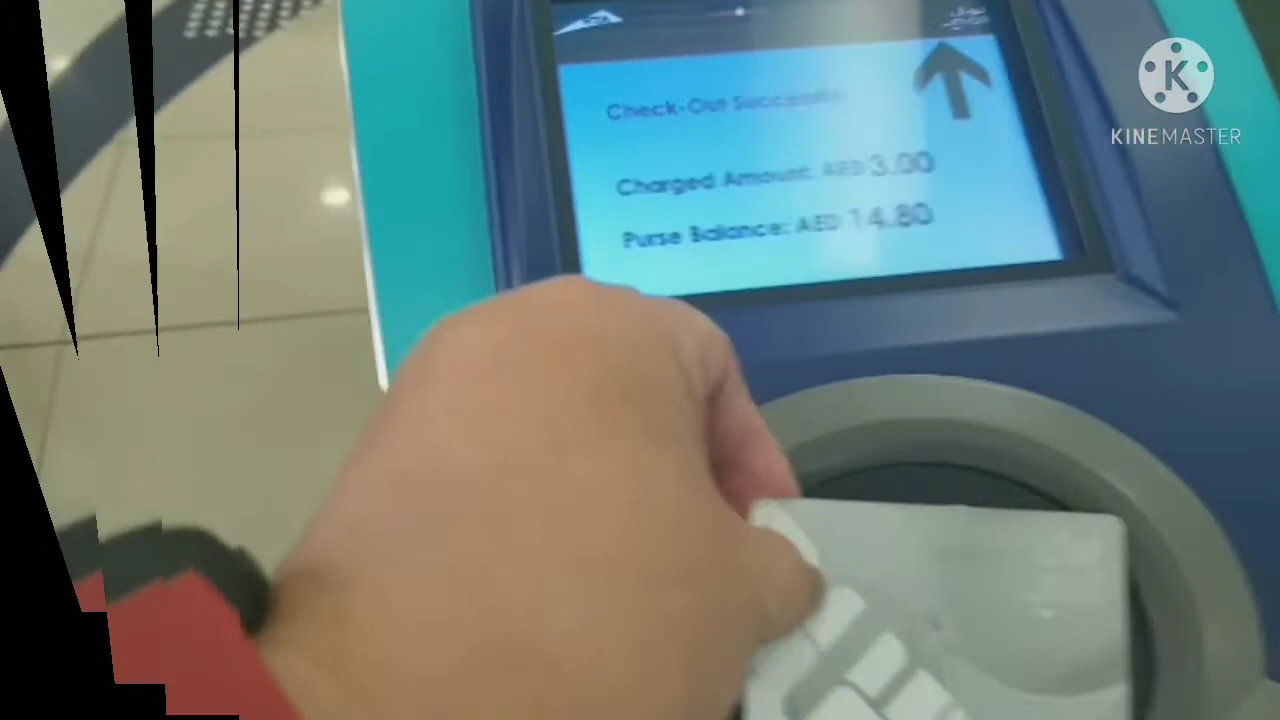 Check-Out Successful
Charged Amount: AED 3.00
Purse Balance: AED 14.80
KINEMASTER